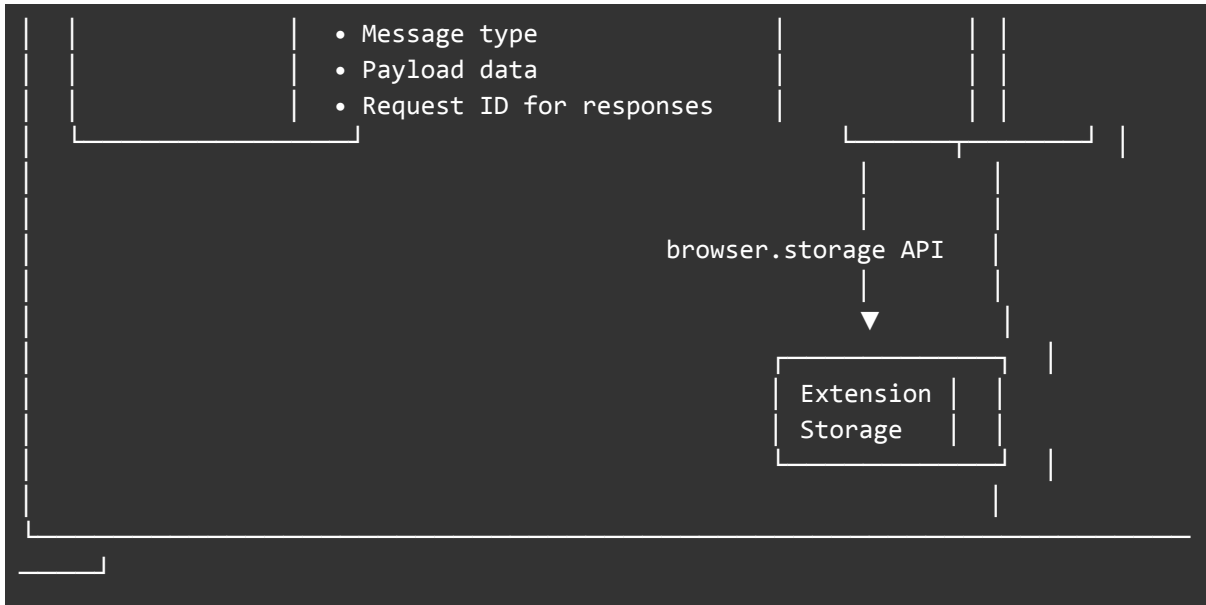 • Message type
• Payload data
• Request ID for responses
browser.storage API
▼
Extension
Storage